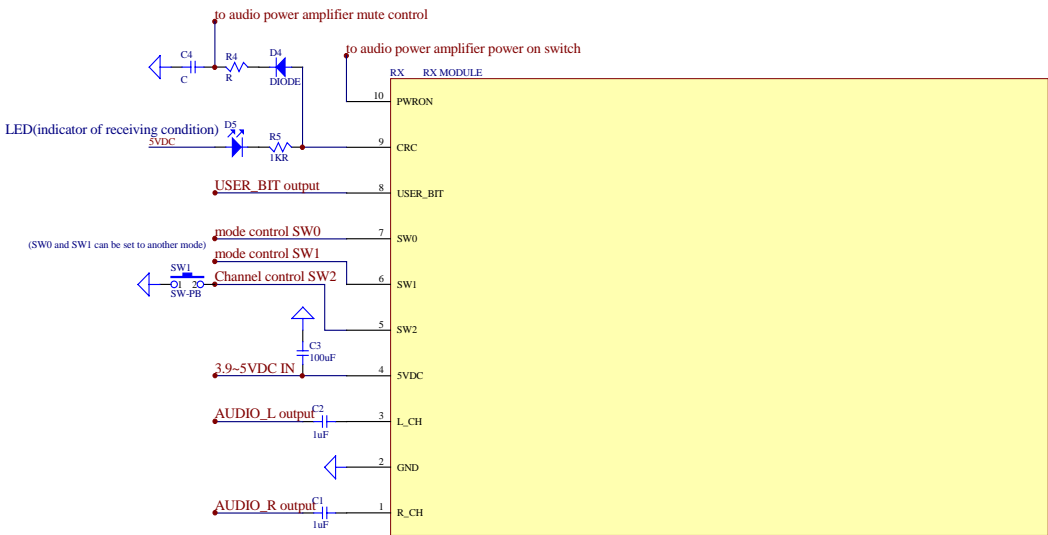 to audio power amplifier mute control
to audio power amplifier power on switch
C4
C
R4
R
D4
DIODE
RX RX MODULE
10 PWRON
LED(indicator of receiving condition)
5VDC
D5
R5
1KR
9 CRC
USER_BIT output
8 USER_BIT
mode control SW0
7 SW0
(SW0 and SW1 can be set to another mode)
mode control SW1
6 SW1
SW1
1 2
SW-PB
Channel control SW2
5 SW2
C3
100uF
3.9~5VDC IN
4 5VDC
AUDIO_L output
C2
1uF
3 L_CH
2 GND
AUDIO_R output
C1
1uF
1 R_CH